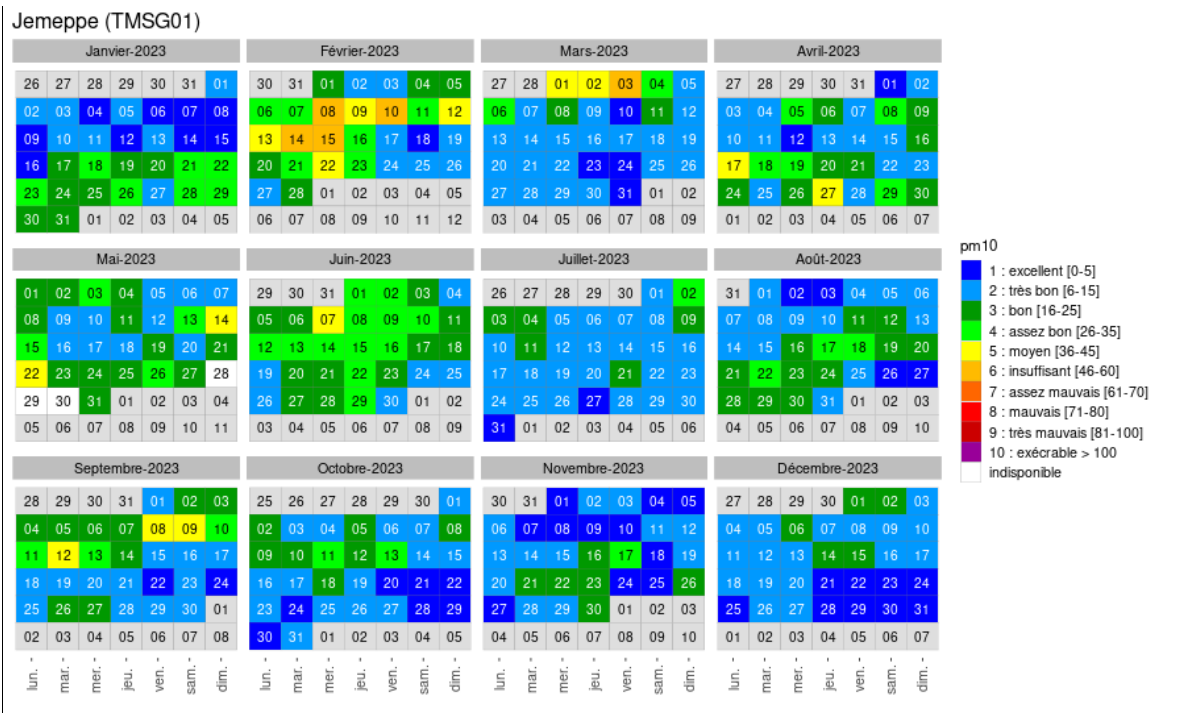 Jemeppe (TMSG01)
Janvier-2023 Février-2023 Mars-2023 Avril-2023
26 27 28 29 30 31 01 30 31 01 02 03 04 05 27 28 01 02 03 04 05 27 28 29 30 31 01 02
02 03 04 05 06 07 08 06 07 08 09 10 11 12 06 07 08 09 10 11 12 03 04 05 06 07 08 09
09 10 11 12 13 14 15 13 14 15 16 17 18 19 13 14 15 16 17 18 19 10 11 12 13 14 15 16
16 17 18 19 20 21 22 20 21 22 23 24 25 26 20 21 22 23 24 25 26 17 18 19 20 21 22 23
23 24 25 26 27 28 29 27 28 01 02 03 04 05 27 28 29 30 31 01 02 24 25 26 27 28 29 30
30 31 01 02 03 04 05 06 07 08 09 10 11 12 03 04 05 06 07 08 09 01 02 03 04 05 06 07
Mai-2023 Juin-2023 Juillet-2023 Août-2023
01 02 03 04 05 06 07 29 30 31 01 02 03 04 26 27 28 29 30 01 02 31 01 02 03 04 05 06
08 09 10 11 12 13 14 05 06 07 08 09 10 11 03 04 05 06 07 08 09 07 08 09 10 11 12 13
15 16 17 18 19 20 21 12 13 14 15 16 17 18 10 11 12 13 14 15 16 14 15 16 17 18 19 20
22 23 24 25 26 27 28 19 20 21 22 23 24 25 17 18 19 20 21 22 23 21 22 23 24 25 26 27
29 30 31 01 02 03 04 26 27 28 29 30 01 02 24 25 26 27 28 29 30 28 29 30 31 01 02 03
05 06 07 08 09 10 11 03 04 05 06 07 08 09 31 01 02 03 04 05 06 04 05 06 07 08 09 10
Septembre-2023 Octobre-2023 Novembre-2023 Décembre-2023
28 29 30 31 01 02 03 25 26 27 28 29 30 01 30 31 01 02 03 04 05 27 28 29 30 01 02 03
04 05 06 07 08 09 10 02 03 04 05 06 07 08 06 07 08 09 10 11 12 04 05 06 07 08 09 10
11 12 13 14 15 16 17 09 10 11 12 13 14 15 13 14 15 16 17 18 19 11 12 13 14 15 16 17
18 19 20 21 22 23 24 16 17 18 19 20 21 22 20 21 22 23 24 25 26 18 19 20 21 22 23 24
25 26 27 28 29 30 01 23 24 25 26 27 28 29 27 28 29 30 01 02 03 25 26 27 28 29 30 31
02 03 04 05 06 07 08 30 31 01 02 03 04 05 04 05 06 07 08 09 10 01 02 03 04 05 06 07
lun. - mar. - mer. - jeu. - ven. - sam. - dim. - lun. - mar. - mer. - jeu. - ven. - sam. - dim. - lun. - mar. - mer. - jeu. - ven. - sam. - dim. - lun. - mar. - mer. - jeu. - ven. - sam. - dim. -
pm10
1 : excellent [0-5]
2 : très bon [6-15]
3 : bon [16-25]
4 : assez bon [26-35]
5 : moyen [36-45]
6 : insuffisant [46-60]
7 : assez mauvais [61-70]
8 : mauvais [71-80]
9 : très mauvais [81-100]
10 : exécrable > 100
indisponible